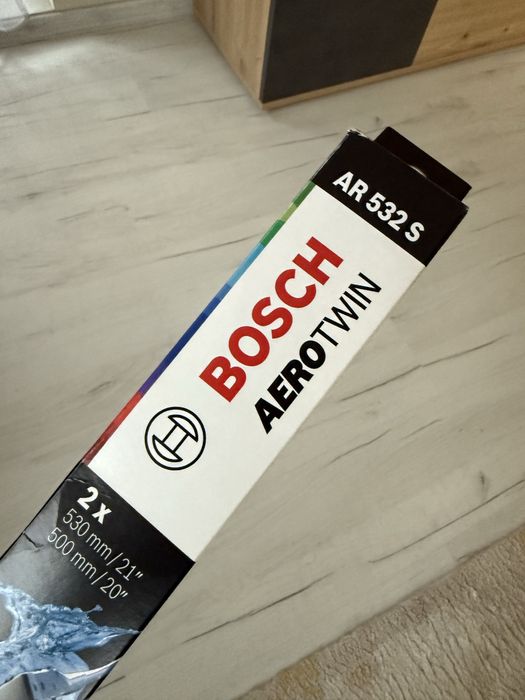 AR 532 S
BOSCH
AEROTWIN
2 x
530 mm/21"
500 mm/20"